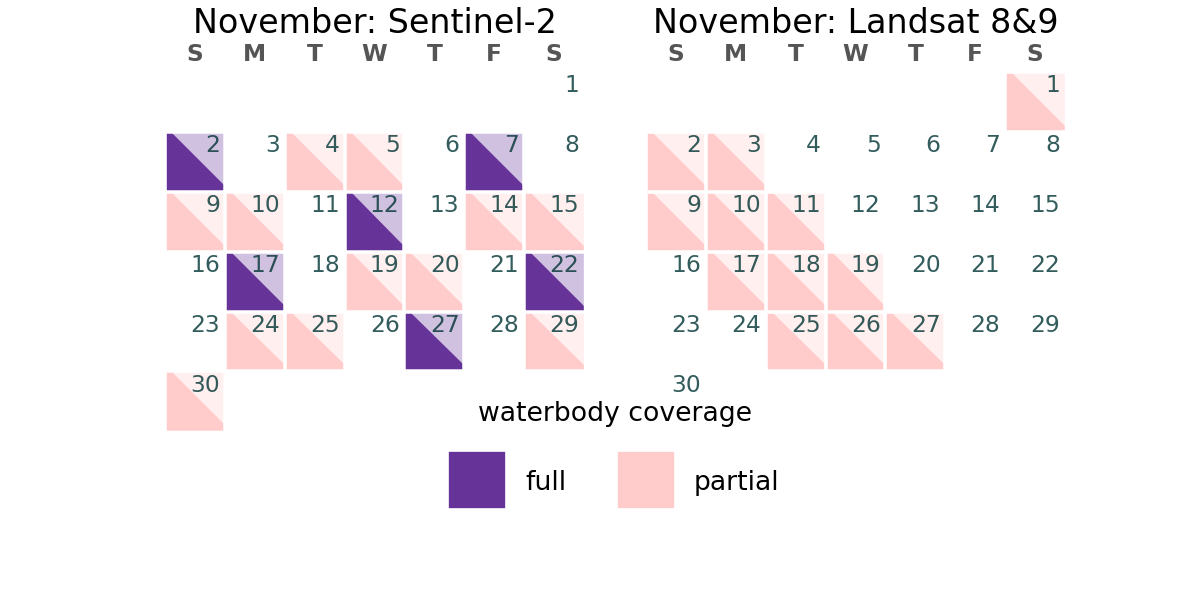 November: Sentinel-2
S M T W T F S
1
2 3 4 5 6 7 8
9 10 11 12 13 14 15
16 17 18 19 20 21 22
23 24 25 26 27 28 29
30
November: Landsat 8&9
S M T W T F S
1
2 3 4 5 6 7 8
9 10 11 12 13 14 15
16 17 18 19 20 21 22
23 24 25 26 27 28 29
30
waterbody coverage
full partial